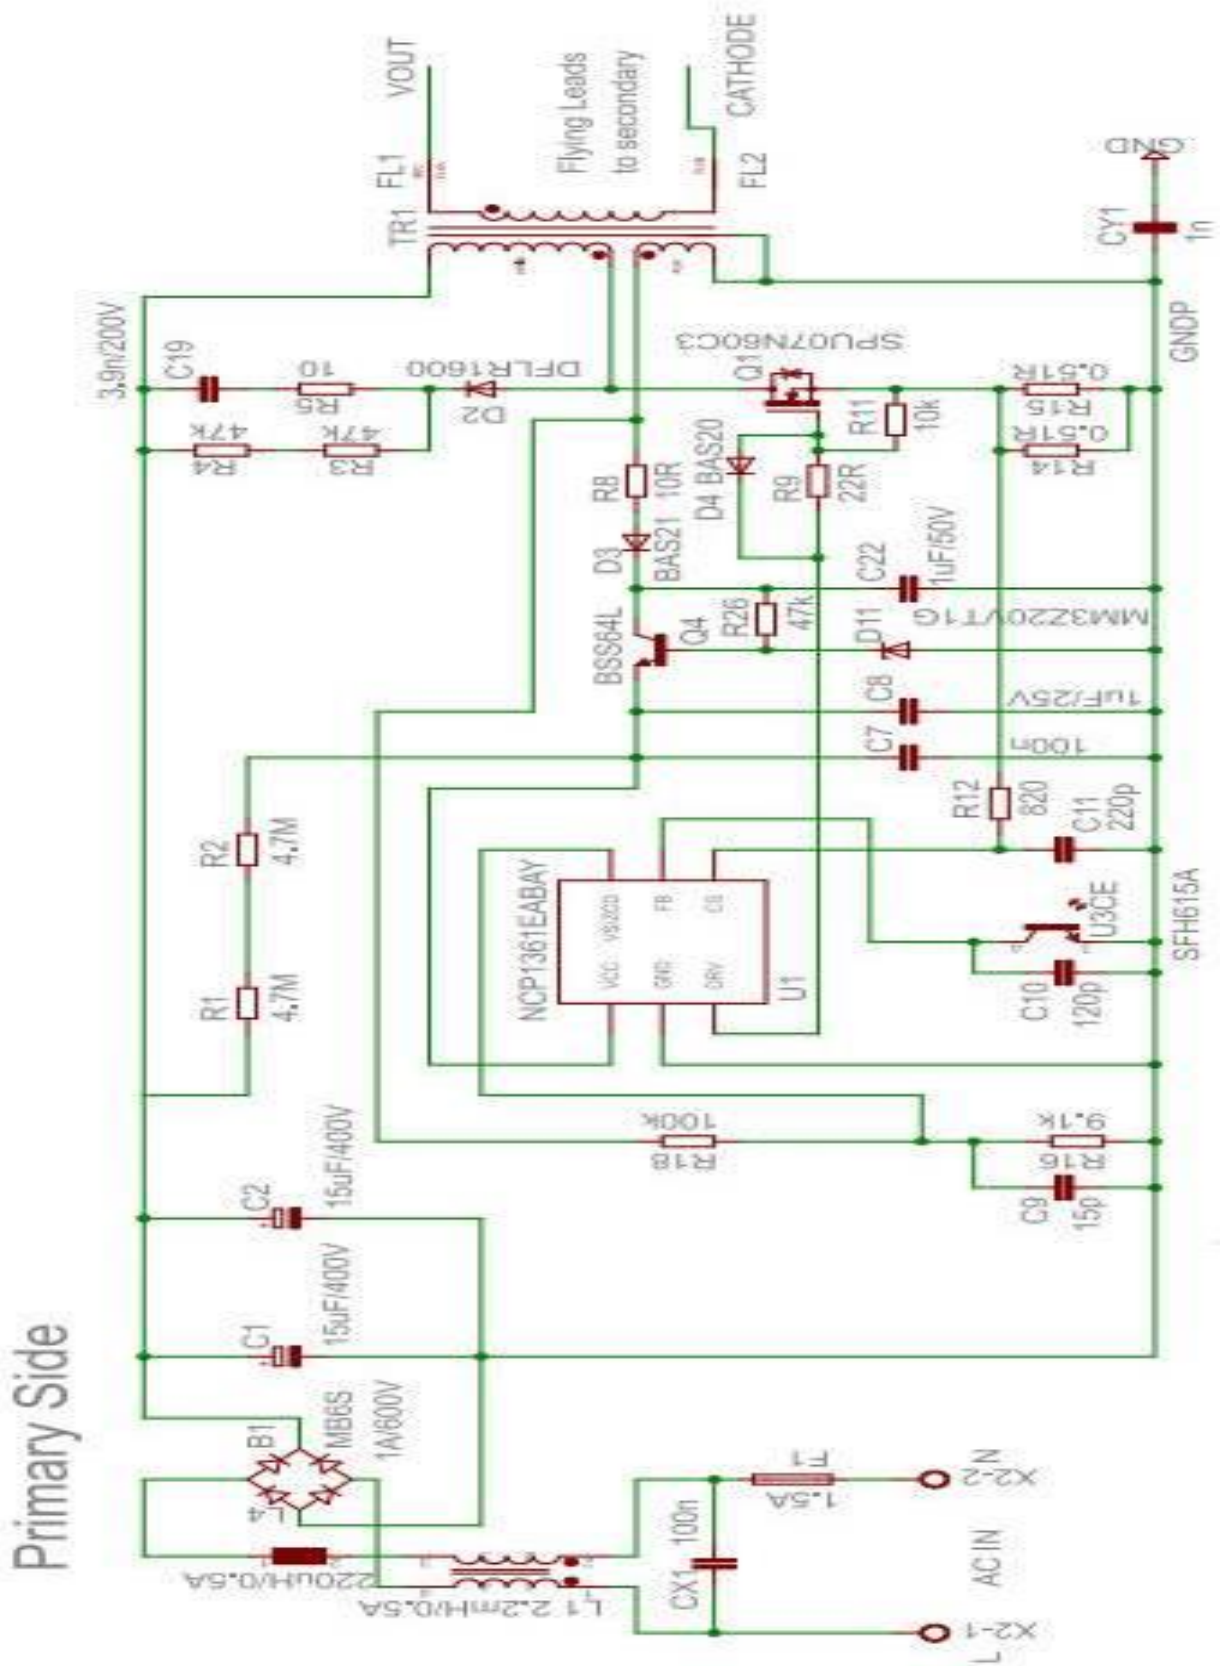 Primary Side
L4
220uH/0.5A
L1 2.2mH/0.5A
B1
MB6S
1A/600V
CX1
100n
F1
1.5A
X2-2
N
AC IN
X2-1
L
C1
15uF/400V
C2
15uF/400V
R1
4.7M
R2
4.7M
R18
100k
R16
9.1k
C9
15p
NCP1361EABAY
VCC
VS/ZCD
GND
FB
DRV
CS
U1
C10
120p
U3CE
SFH615A
R12
820
C11
220p
C7
100n
C8
1uF/25V
BSS64L
Q4
R26
47k
D11
MM3Z20VT1G
C22
1uF/50V
D3
BAS21
R8
10R
D4 BAS20
R9
22R
R11
10k
Q1
SPU07N60C3
R14
0.51R
R15
0.51R
3.9n/200V
C19
R5
10
R4
47k
R3
47k
D2
DFLR1600
TR1
FL1
VOUT
Flying Leads
to secondary
FL2
CATHODE
CY1
1n
GND
GNDP